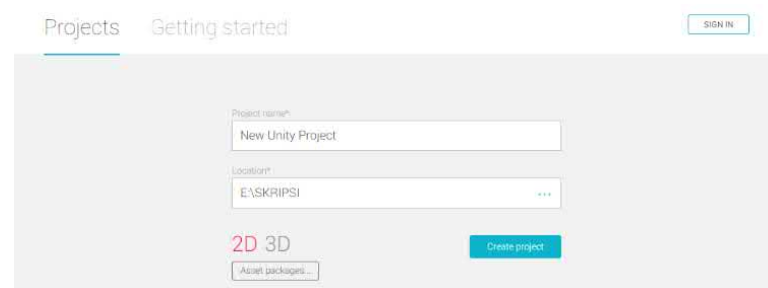 Projects Getting started SIGN IN
Project name*
New Unity Project
Location*
E:\SKRIPSI ...
2D 3D Create project
Asset packages...